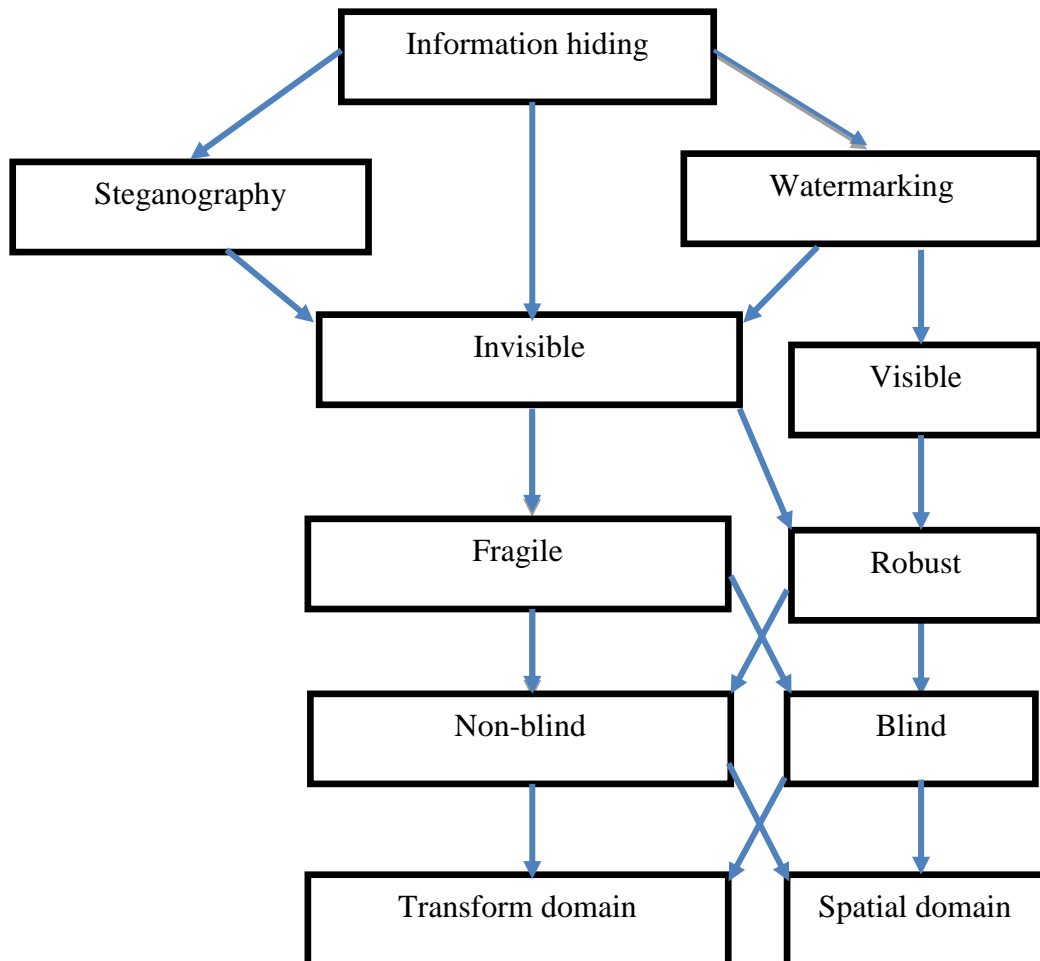 Information hiding
Steganography
Watermarking
Invisible
Visible
Fragile
Robust
Non-blind
Blind
Transform domain
Spatial domain